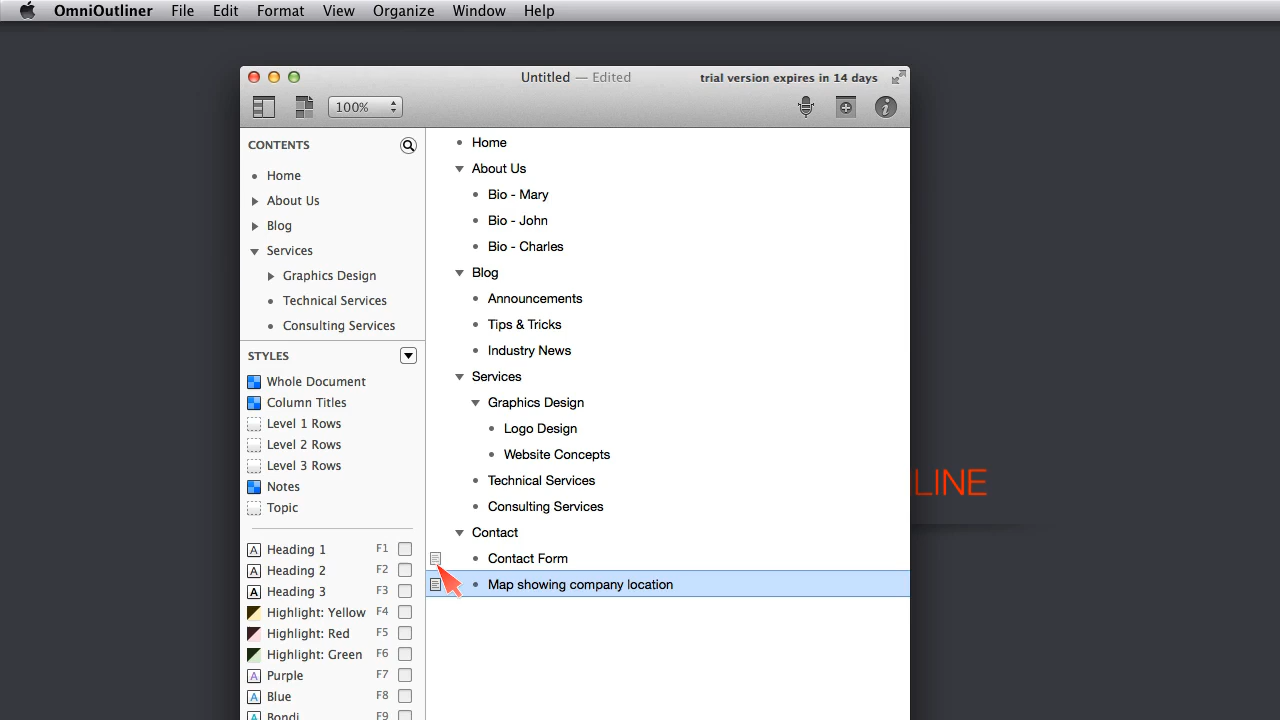 OmniOutliner File Edit Format View Organize Window Help
Untitled — Edited
trial version expires in 14 days
100%
CONTENTS
Home
About Us
Blog
Services
Graphics Design
Technical Services
Consulting Services
STYLES
Whole Document
Column Titles
Level 1 Rows
Level 2 Rows
Level 3 Rows
Notes
Topic
A Heading 1 F1
A Heading 2 F2
A Heading 3 F3
Highlight: Yellow F4
Highlight: Red F5
Highlight: Green F6
A Purple F7
A Blue F8
A Bondi F9
Home
About Us
Bio - Mary
Bio - John
Bio - Charles
Blog
Announcements
Tips & Tricks
Industry News
Services
Graphics Design
Logo Design
Website Concepts
Technical Services
Consulting Services
Contact
Contact Form
Map showing company location
LINE